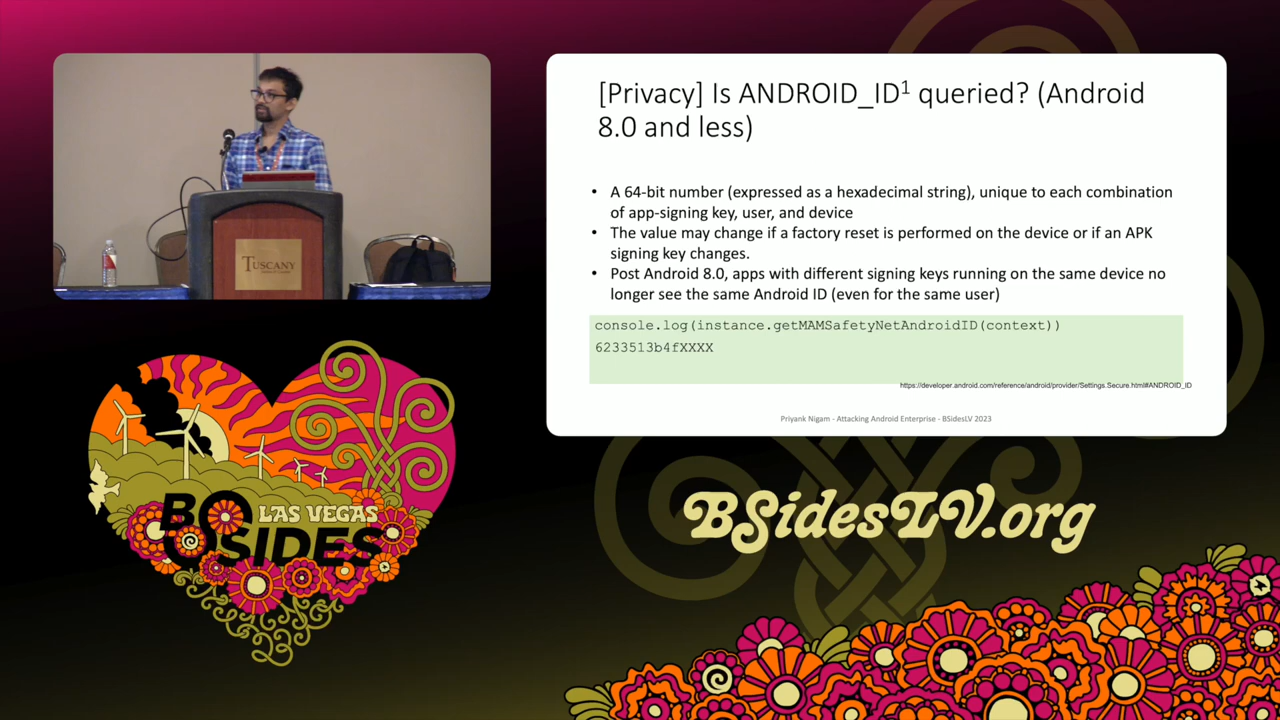 [Privacy] Is ANDROID_ID1 queried? (Android
8.0 and less)
• A 64-bit number (expressed as a hexadecimal string), unique to each combination
of app-signing key, user, and device
• The value may change if a factory reset is performed on the device or if an APK
signing key changes.
• Post Android 8.0, apps with different signing keys running on the same device no
longer see the same Android ID (even for the same user)
console.log(instance.getMAMSafetyNetAndroidID(context))
6233513b4fXXXX
https://developer.android.com/reference/android/provider/Settings.Secure.html#ANDROID_ID
Priyank Nigam - Attacking Android Enterprise - BSidesLV 2023
TUSCANY
LAS VEGAS
BSIDES
BSidesLV.org